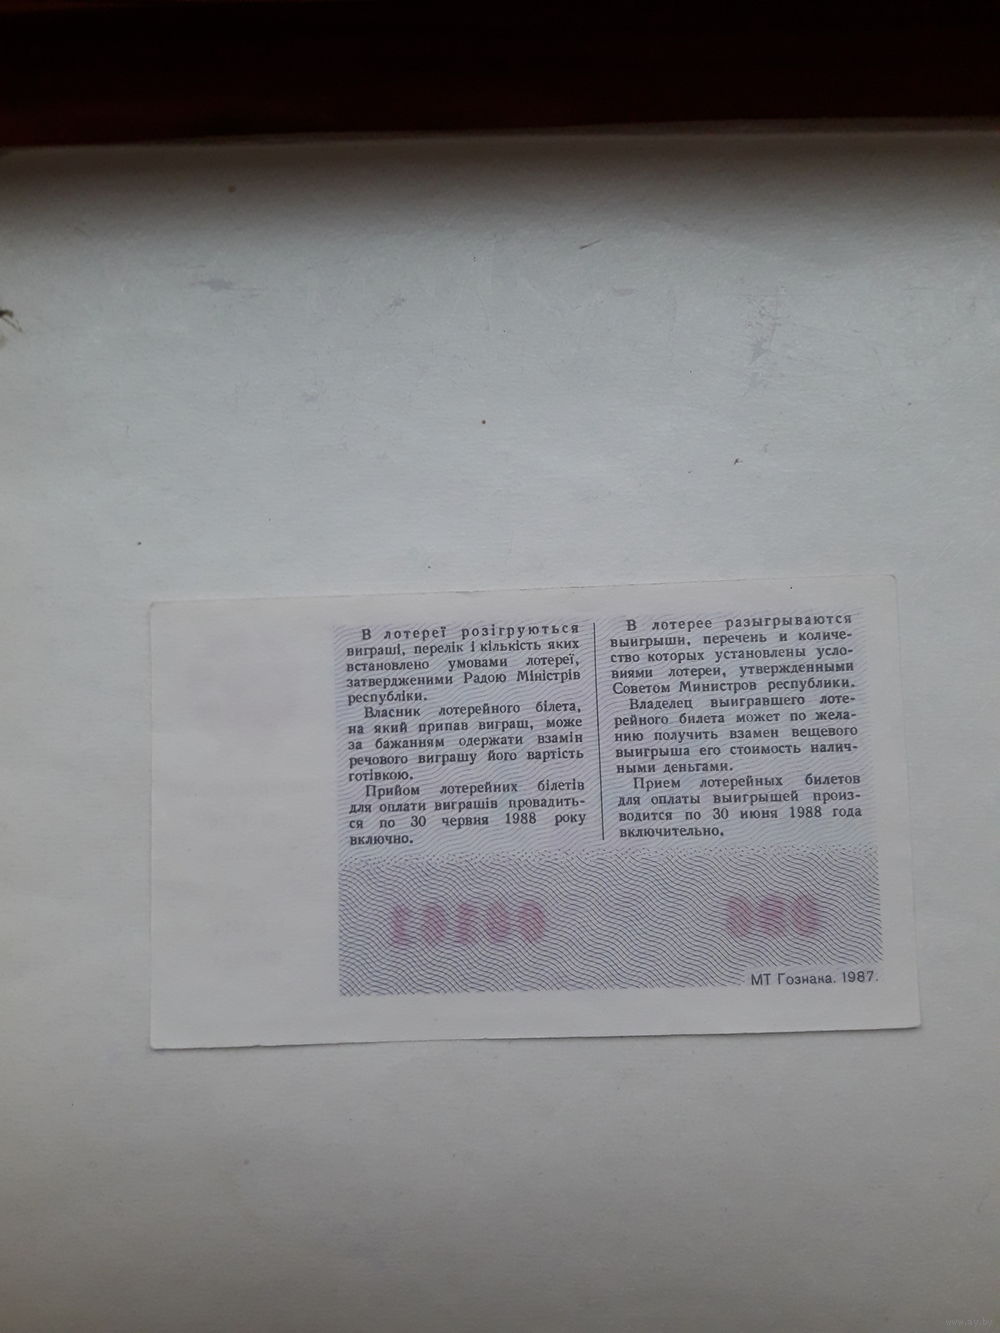 В лотереї розігруються
виграші, перелік і кількість яких
встановлено умовами лотереї,
затвердженими Радою Міністрів
республіки.
Власник лотерейного білета,
на який припав виграш, може
за бажанням одержати взамін
речового виграшу його вартість
готівкою.
Прийом лотерейних білетів
для оплати виграшів провадить-
ся по 30 червня 1988 року
включно.
В лотерее разыгрываются
выигрыши, перечень и количе-
ство которых установлены усло-
виями лотереи, утвержденными
Советом Министров республики.
Владелец выигравшего лоте-
рейного билета может по жела-
нию получить взамен вещевого
выигрыша его стоимость налич-
ными деньгами.
Прием лотерейных билетов
для оплаты выигрышей произ-
водится по 30 июня 1988 года
включительно.
МТ Гознака. 1987.
www.ay.by